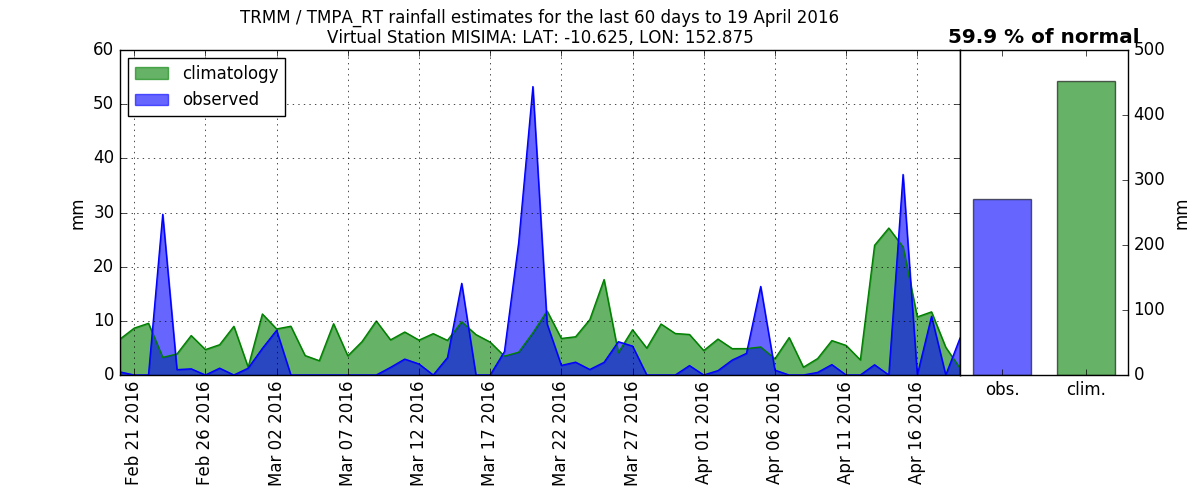 TRMM / TMPA_RT rainfall estimates for the last 60 days to 19 April 2016
Virtual Station MISIMA: LAT: -10.625, LON: 152.875
59.9 % of normal
climatology
observed
60
50
40
30
20
10
0
mm
Feb 21 2016
Feb 26 2016
Mar 02 2016
Mar 07 2016
Mar 12 2016
Mar 17 2016
Mar 22 2016
Mar 27 2016
Apr 01 2016
Apr 06 2016
Apr 11 2016
Apr 16 2016
500
400
300
200
100
0
mm
obs.
clim.